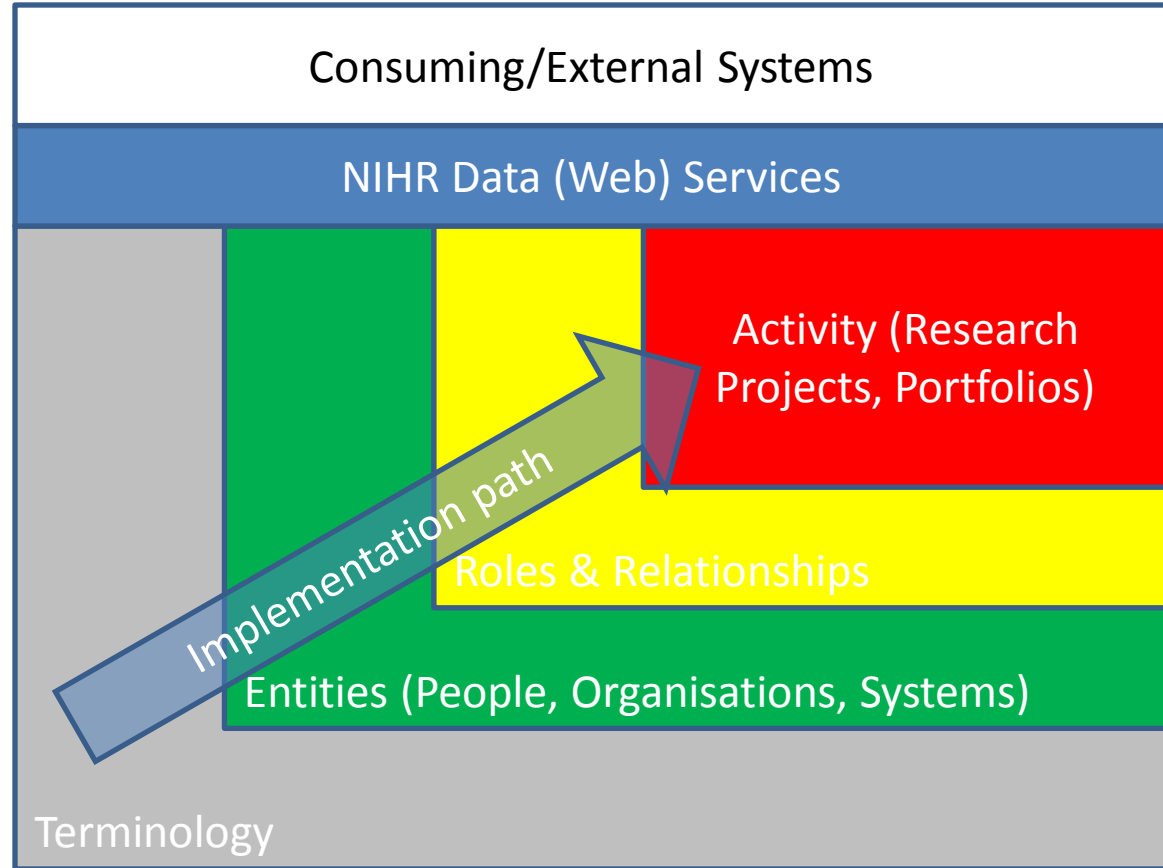 Consuming/External Systems
NIHR Data (Web) Services
Activity (Research
Projects, Portfolios)
Implementation path
Roles & Relationships
Entities (People, Organisations, Systems)
Terminology